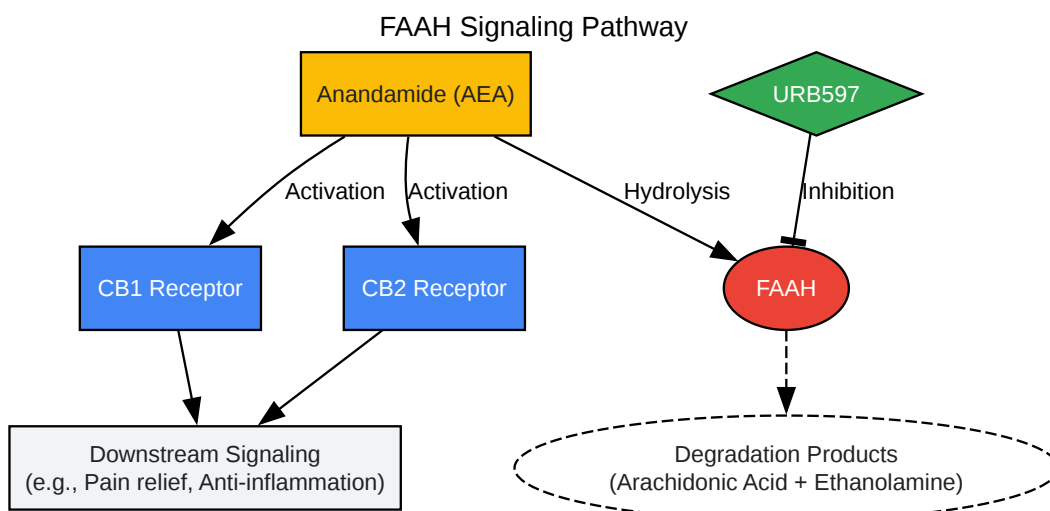 FAAH Signaling Pathway
Anandamide (AEA)
URB597
Activation
Activation
Hydrolysis
Inhibition
CB1 Receptor
CB2 Receptor
FAAH
Downstream Signaling
(e.g., Pain relief, Anti-inflammation)
Degradation Products
(Arachidonic Acid + Ethanolamine)